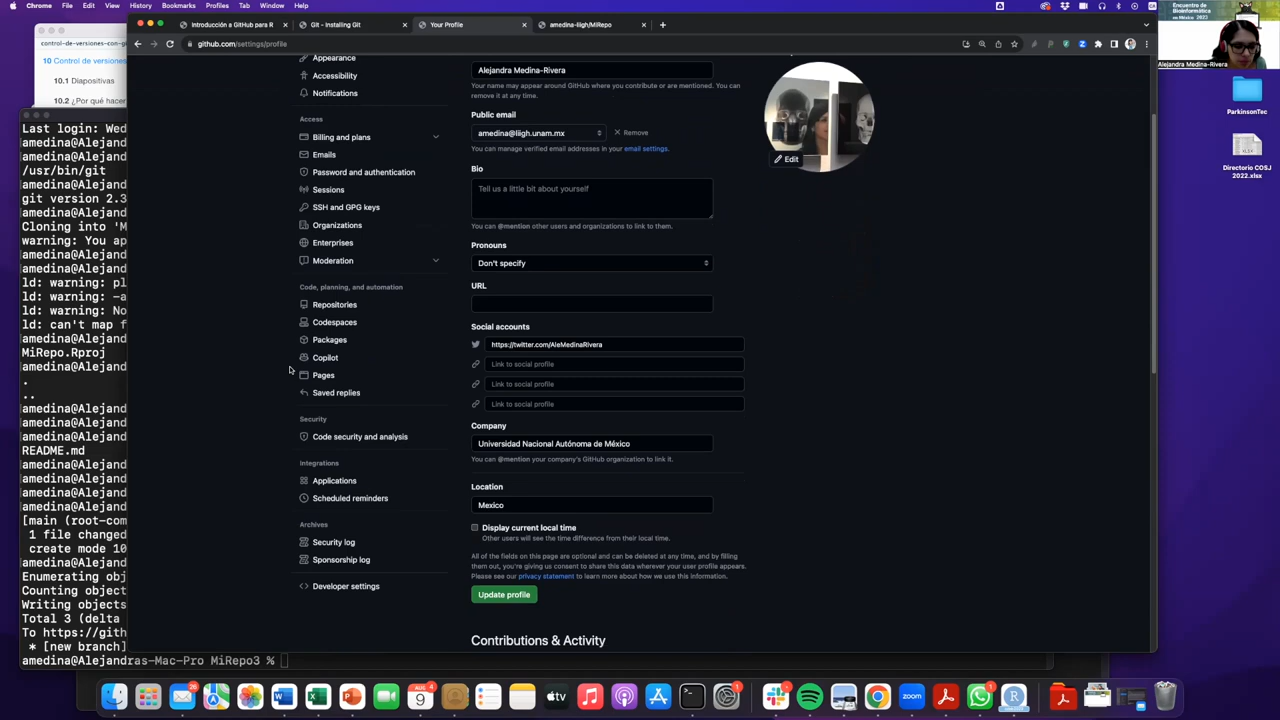 Home File Edit View History Bookmarks Profiles Tab Window Help
Encuentro de
Bioinformática
en México 2023
Alejandra Medina-Rivera
ParkinsonTec
XLSX
Directorio COSJ
2022.xlsx
control-de-versiones-con-g
10 Control de versiones
10.1 Diapositivas
10.2 ¿Por qué hacer
Introducción a GitHub para R
Git - Installing Git
Your Profile
amedina-liigh/MiRepo
github.com/settings/profile
Appearance
Accessibility
Notifications
Access
Billing and plans
Emails
Password and authentication
Sessions
SSH and GPG keys
Organizations
Enterprises
Moderation
Code, planning, and automation
Repositories
Codespaces
Packages
Copilot
Pages
Saved replies
Security
Code security and analysis
Integrations
Applications
Scheduled reminders
Archives
Security log
Sponsorship log
Developer settings
Alejandra Medina-Rivera
Your name may appear around GitHub where you contribute or are mentioned. You can
remove it at any time.
Public email
amedina@liigh.unam.mx
Remove
You can manage verified email addresses in your email settings.
Bio
Tell us a little bit about yourself
You can @mention other users and organizations to link to them.
Pronouns
Don't specify
URL
Social accounts
https://twitter.com/AleMedinaRivera
Link to social profile
Link to social profile
Link to social profile
Company
Universidad Nacional Autónoma de México
You can @mention your company's GitHub organization to link it.
Location
Mexico
Display current local time
Other users will see the time difference from their local time.
All of the fields on this page are optional and can be deleted at any time, and by filling
them out, you're giving us consent to share this data wherever your user profile appears.
Please see our privacy statement to learn more about how we use this information.
Update profile
Contributions & Activity
Edit
Last login: Wed
amedina@Alejand
amedina@Alejand
/usr/bin/git
amedina@Alejand
git version 2.3
amedina@Alejand
Cloning into 'M
warning: You ap
amedina@Alejand
amedina@Alejand
ld: warning: pl
ld: warning: -a
ld: warning: No
ld: can't map f
amedina@Alejand
MiRepo.Rproj
amedina@Alejand
.
..
amedina@Alejand
amedina@Alejand
amedina@Alejand
README.md
amedina@Alejand
amedina@Alejand
amedina@Alejand
amedina@Alejand
[main (root-com
1 file changed
create mode 10
amedina@Alejand
Enumerating obj
Counting object
Writing objects
Total 3 (delta
To https://gith
* [new branch]
amedina@Alejandras-Mac-Pro MiRepo3 %